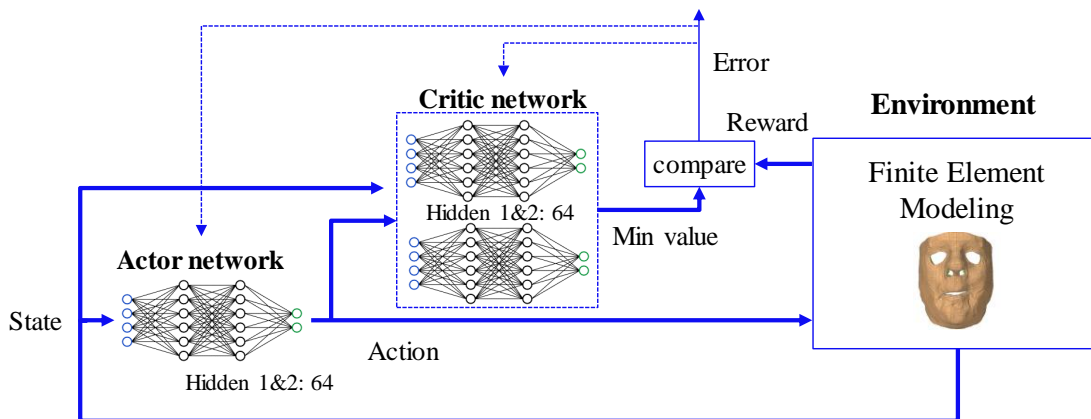 Error
Critic network
Environment
Reward
compare
Finite Element
Modeling
Hidden 1&2: 64
Min value
Actor network
State
Action
Hidden 1&2: 64